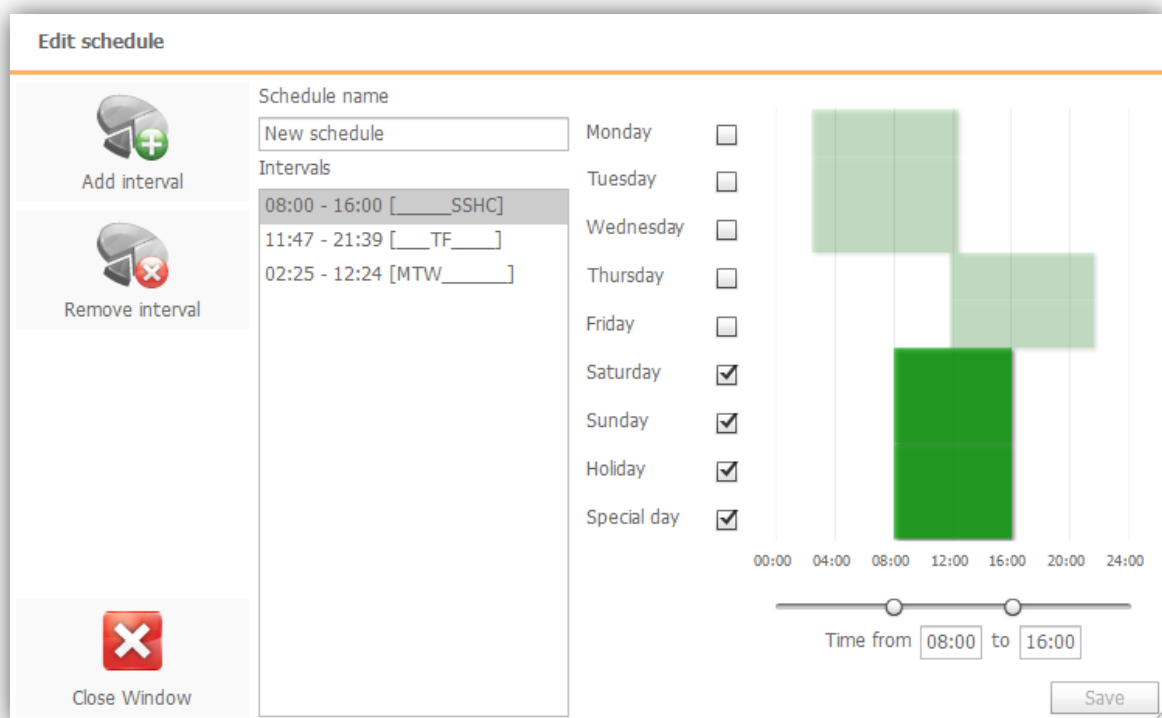 Edit schedule
Add interval
Remove interval
Close Window
Schedule name
New schedule
Intervals
08:00 - 16:00 [_____SSHC]
11:47 - 21:39 [___TF____]
02:25 - 12:24 [MTW______]
Monday
Tuesday
Wednesday
Thursday
Friday
Saturday
Sunday
Holiday
Special day
00:00 04:00 08:00 12:00 16:00 20:00 24:00
Time from 08:00 to 16:00
Save